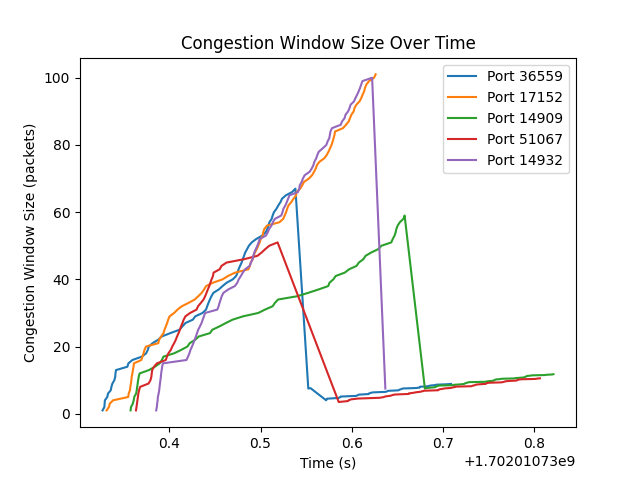 Congestion Window Size Over Time
Congestion Window Size (packets)
100
80
60
40
20
0
Port 36559
Port 17152
Port 14909
Port 51067
Port 14932
0.4 0.5 0.6 0.7 0.8
Time (s)
+1.70201073e9